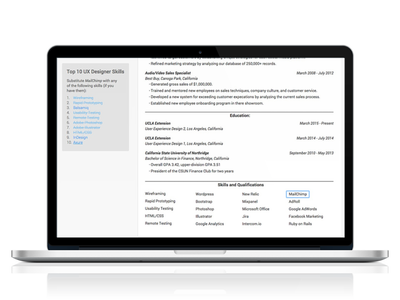 Top 10 UX Designer Skills
Substitute MailChimp with any
of the following skills (if you
have them):
1. Wireframing
2. Rapid Prototyping
3. Designing
4. Usability Testing
5. Remote Testing
6. Adobe Photoshop
7. Adobe Illustrator
8. HTML/CSS
9. InDesign
10. Sketch
- Refined marketing strategy by analyzing our database of 250,000+ records.
Audio/Video Sales Specialist March 2008 - July 2012
Best Buy, Canoga Park, California
- Generated gross sales of $1,000,000.
- Trained and mentored new employees on sales techniques, company culture, and customer service.
- Developed a new system for exceeding customer expectations by analyzing the current sales process.
- Established new employee onboarding program in there showroom.
Education:
UCLA Extension March 2015 - Present
User Experience Design 2, Los Angeles, California
UCLA Extension March 2014 - July 2014
User Experience Design 1, Los Angeles, California
California State University of Northridge September 2010 - May 2013
Bachelor of Science in Finance, Northridge, California
- Overall GPA 3.42, upper-division GPA 3.51
- President of the CSUN Finance Club for two years
Skills and Qualifications
Wireframing Wordpress New Relic MailChimp
Rapid Prototyping Bootstrap Mixpanel AdRoll
Usability Testing Photoshop Microsoft Office Google AdWords
HTML/CSS Illustrator Jira Facebook Marketing
Remote Testing Google Analytics Intercom.io Ruby on Rails